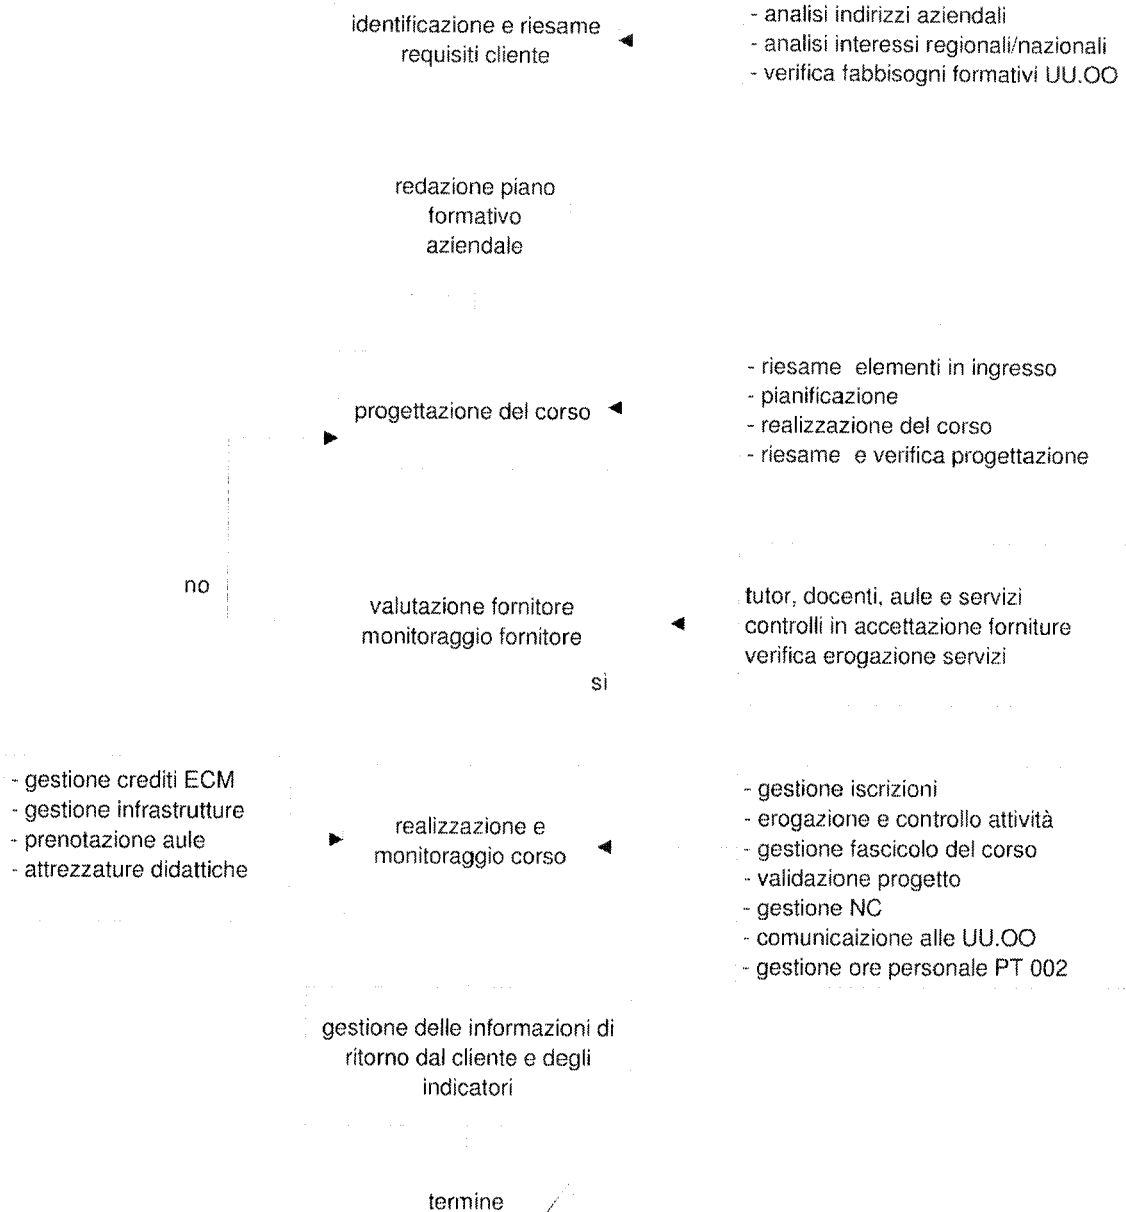 identificazione e riesame
requisiti cliente
- analisi indirizzi aziendali
- analisi interessi regionali/nazionali
- verifica fabbisogni formativi UU.OO
redazione piano
formativo
aziendale
progettazione del corso
- riesame elementi in ingresso
- pianificazione
- realizzazione del corso
- riesame e verifica progettazione
no
valutazione fornitore
monitoraggio fornitore
sì
tutor, docenti, aule e servizi
controlli in accettazione forniture
verifica erogazione servizi
- gestione crediti ECM
- gestione infrastrutture
- prenotazione aule
- attrezzature didattiche
realizzazione e
monitoraggio corso
- gestione iscrizioni
- erogazione e controllo attività
- gestione fascicolo del corso
- validazione progetto
- gestione NC
- comunicaizione alle UU.OO
- gestione ore personale PT 002
gestione delle informazioni di
ritorno dal cliente e degli
indicatori
termine